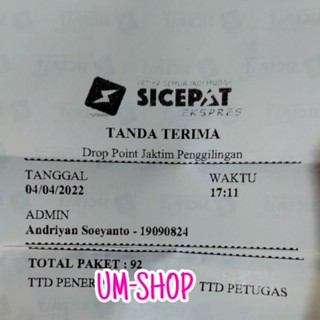 SICEPAT
EKSPRES
TANDA TERIMA
Drop Point Jaktim Penggilingan
TANGGAL WAKTU
04/04/2022 17:11
ADMIN
Andriyan Soeyanto - 19090824
TOTAL PAKET : 92
TTD PENER TTD PETUGAS
UM-SHOP